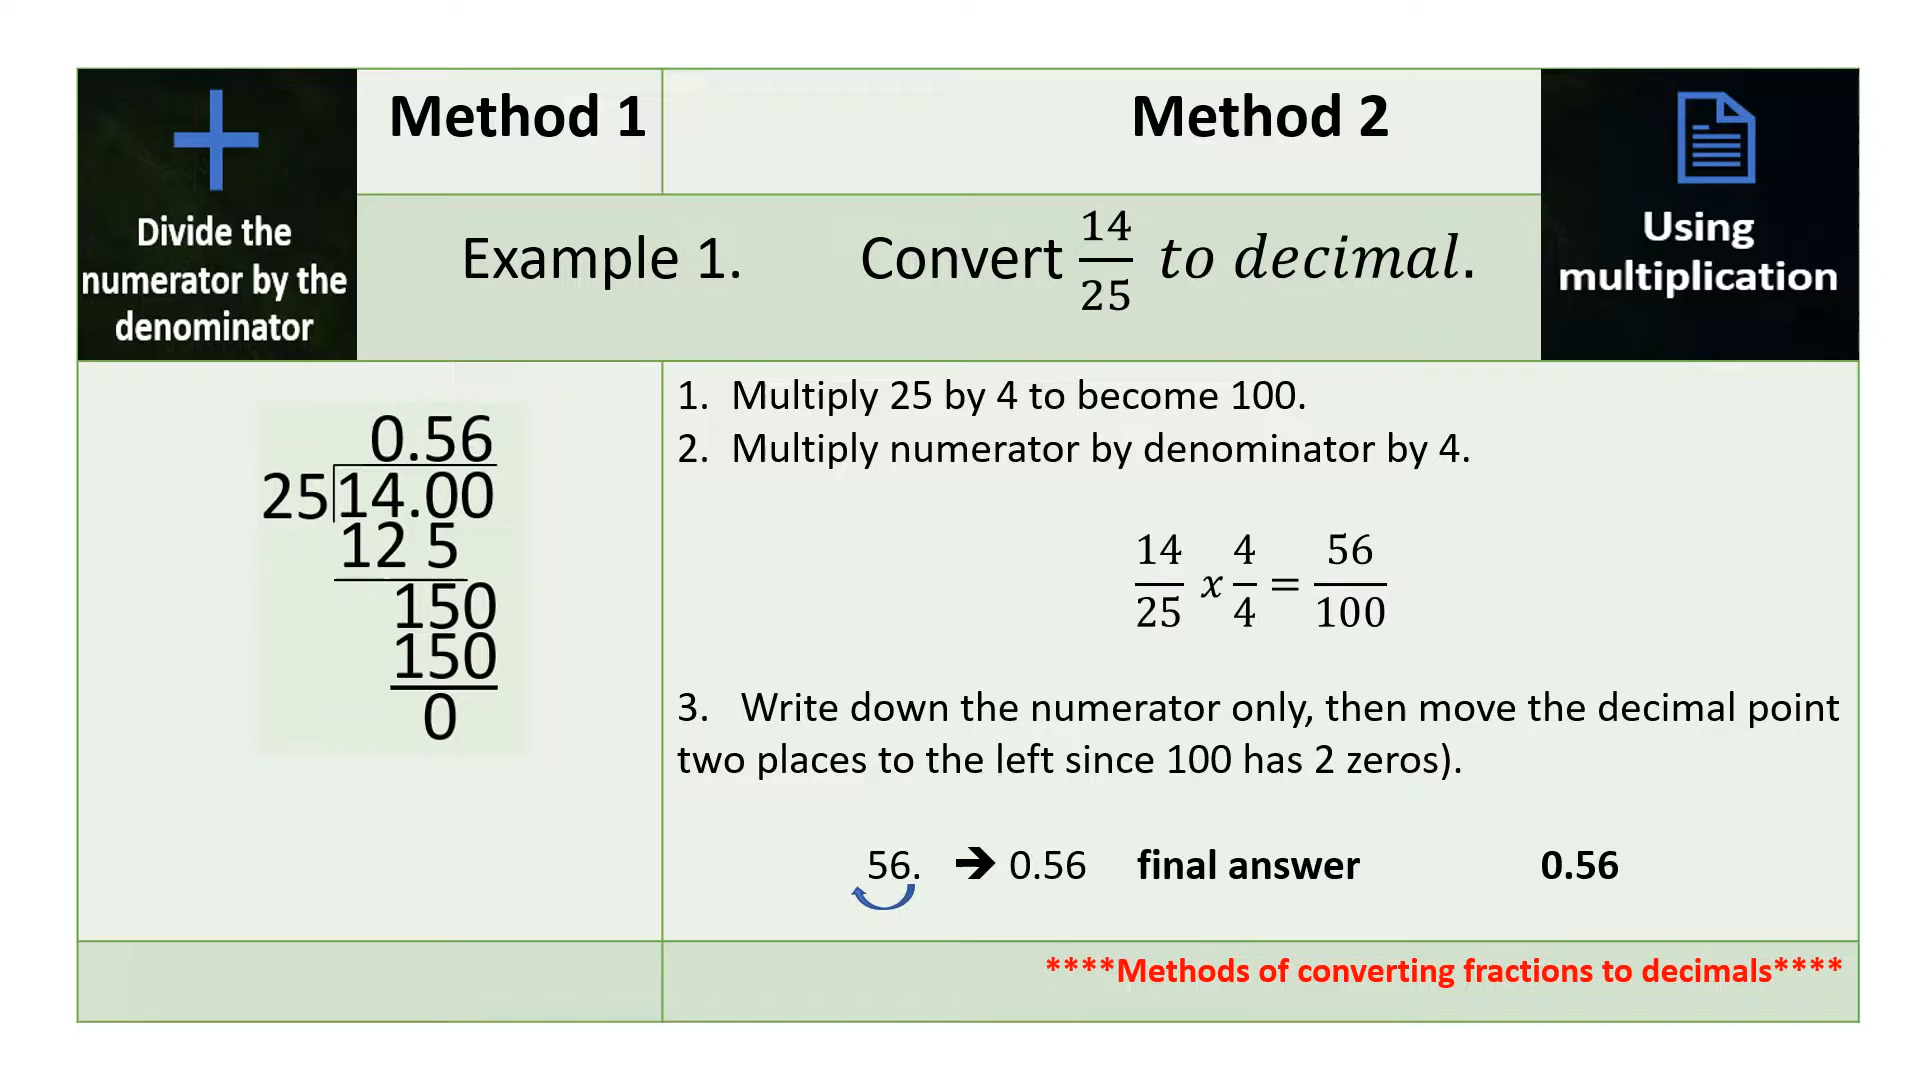 Method 1
Method 2
Divide the
numerator by the
denominator
Example 1. Convert 14/25 to decimal.
Using
multiplication
0.56
25 14.00
12 5
150
150
0
1. Multiply 25 by 4 to become 100.
2. Multiply numerator by denominator by 4.
14/25 x 4/4 = 56/100
3. Write down the numerator only, then move the decimal point
two places to the left since 100 has 2 zeros).
56. ➔ 0.56 final answer 0.56
****Methods of converting fractions to decimals****